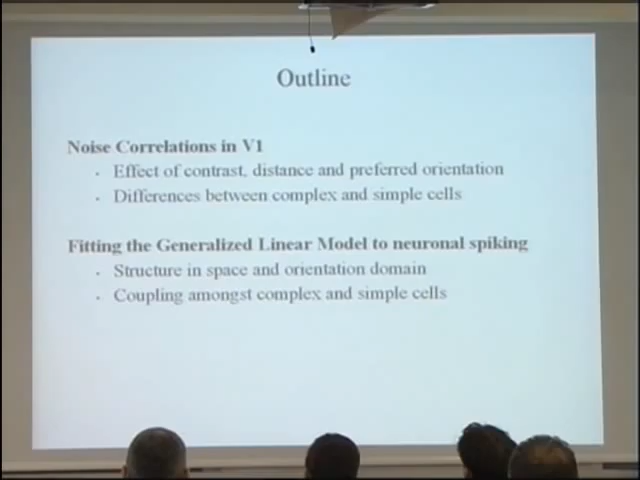 Outline
Noise Correlations in V1
· Effect of contrast, distance and preferred orientation
· Differences between complex and simple cells
Fitting the Generalized Linear Model to neuronal spiking
· Structure in space and orientation domain
· Coupling amongst complex and simple cells